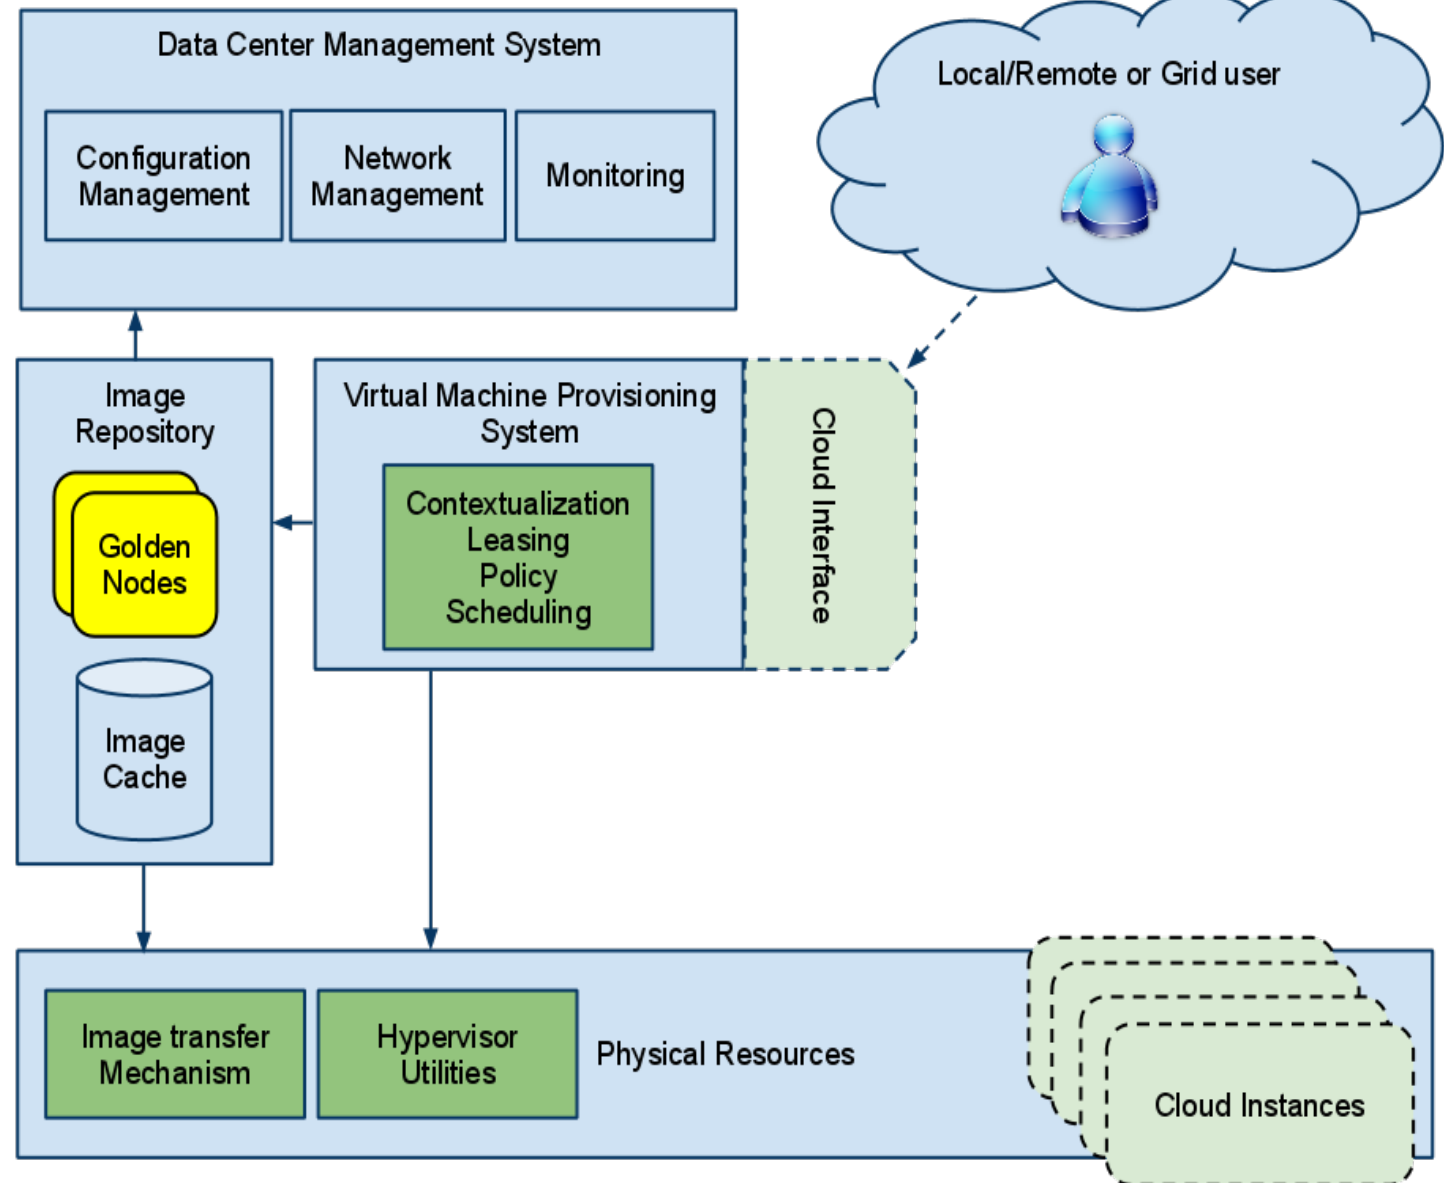 Data Center Management System
Configuration
Management
Network
Management
Monitoring
Local/Remote or Grid user
Image
Repository
Golden
Nodes
Image
Cache
Virtual Machine Provisioning
System
Contextualization
Leasing
Policy
Scheduling
Cloud Interface
Image transfer
Mechanism
Hypervisor
Utilities
Physical Resources
Cloud Instances